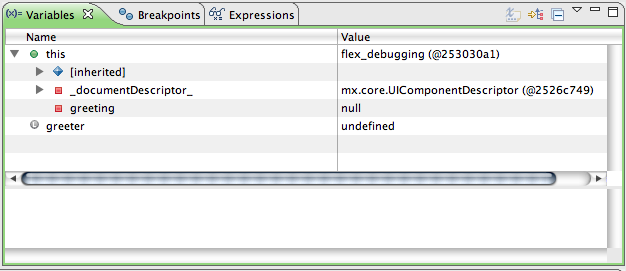 (x)= Variables Breakpoints Expressions
Name Value
this flex_debugging (@253030a1)
[inherited]
_documentDescriptor_ mx.core.UIComponentDescriptor (@2526c749)
greeting null
L greeter undefined